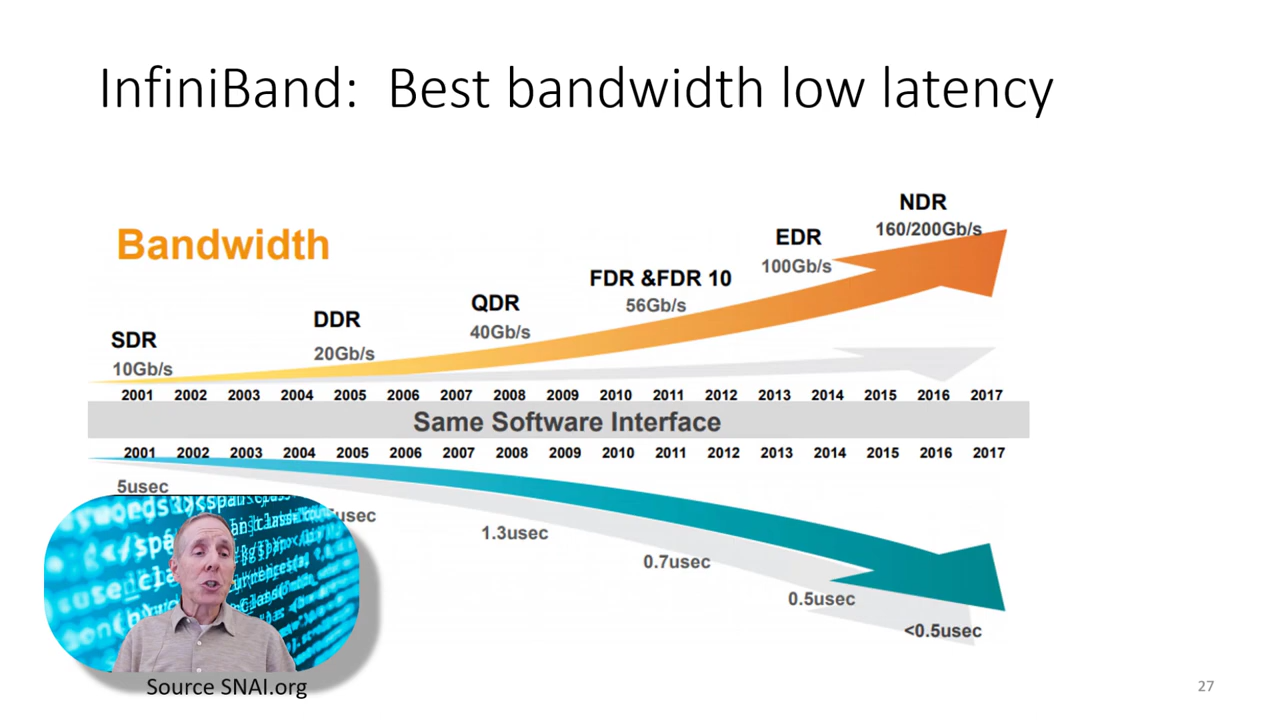 InfiniBand: Best bandwidth low latency
Bandwidth
NDR
160/200Gb/s
EDR
100Gb/s
FDR &FDR 10
56Gb/s
QDR
40Gb/s
DDR
20Gb/s
SDR
10Gb/s
2001 2002 2003 2004 2005 2006 2007 2008 2009 2010 2011 2012 2013 2014 2015 2016 2017
Same Software Interface
2001 2002 2003 2004 2005 2006 2007 2008 2009 2010 2011 2012 2013 2014 2015 2016 2017
5usec
1.3usec
0.7usec
0.5usec
<0.5usec
Source SNAI.org
27